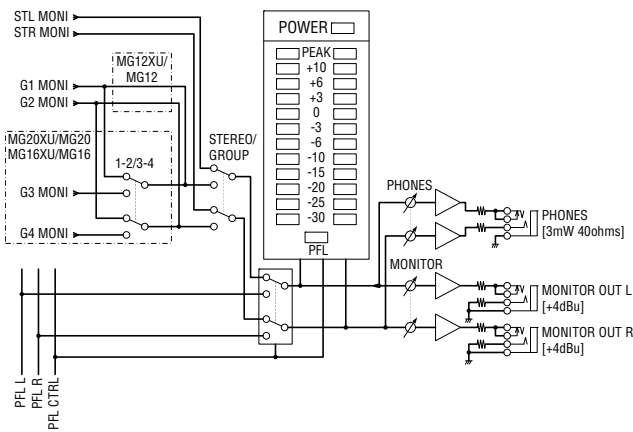 STL MONI
STR MONI
MG12XU/
MG12
G1 MONI
G2 MONI
MG20XU/MG20
MG16XU/MG16
1-2/3-4
G3 MONI
G4 MONI
STEREO/
GROUP
POWER
PEAK
+10
+6
+3
0
-3
-6
-10
-15
-20
-25
-30
PFL
PHONES
PHONES
[3mW 40ohms]
MONITOR
MONITOR OUT L
[+4dBu]
MONITOR OUT R
[+4dBu]
PFL L
PFL R
PFL CTRL